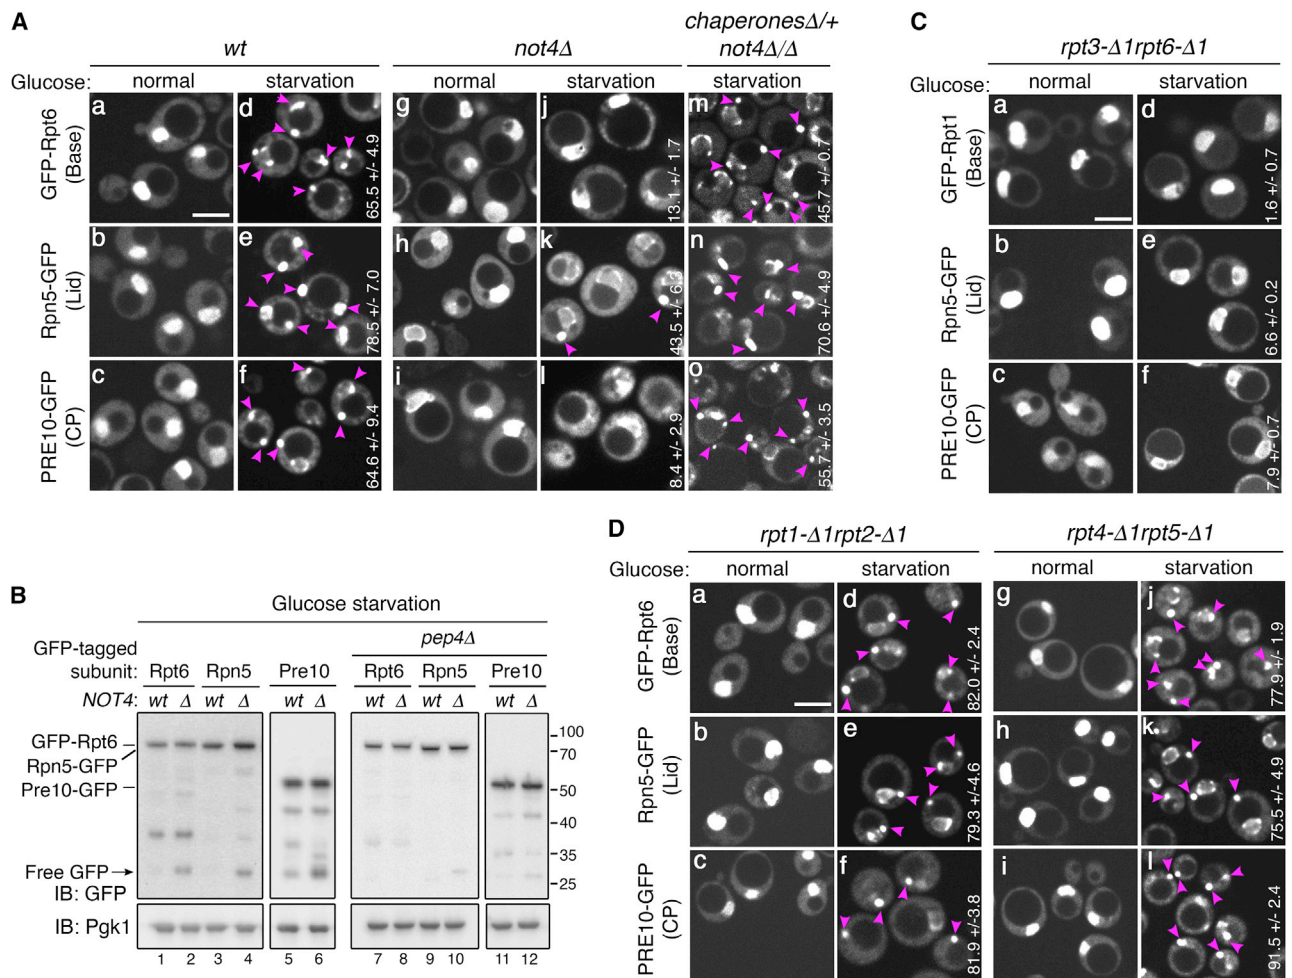 A
wt
not4Δ
chaperonesΔ/+
not4Δ/Δ
Glucose:
normal
starvation
normal
starvation
starvation
GFP-Rpt6
(Base)
a
d
65.5 +/- 4.9
g
j
13.1 +/- 1.7
m
45.7 +/- 0.7
Rpn5-GFP
(Lid)
b
e
78.5 +/- 7.0
h
k
43.5 +/- 6.3
n
70.6 +/- 4.9
PRE10-GFP
(CP)
c
f
64.6 +/- 9.4
i
l
8.4 +/- 2.9
o
55.7 +/- 3.5
C
rpt3-Δ1rpt6-Δ1
Glucose:
normal
starvation
GFP-Rpt1
(Base)
a
d
1.6 +/- 0.7
Rpn5-GFP
(Lid)
b
e
6.6 +/- 0.2
PRE10-GFP
(CP)
c
f
7.9 +/- 0.7
B
Glucose starvation
pep4Δ
GFP-tagged
subunit:
Rpt6
Rpn5
Pre10
Rpt6
Rpn5
Pre10
NOT4:
wt Δ wt Δ wt Δ wt Δ wt Δ wt Δ
GFP-Rpt6
Rpn5-GFP
Pre10-GFP
Free GFP
IB: GFP
IB: Pgk1
100
70
50
40
35
25
1 2 3 4 5 6 7 8 9 10 11 12
D
rpt1-Δ1rpt2-Δ1
rpt4-Δ1rpt5-Δ1
Glucose:
normal
starvation
normal
starvation
GFP-Rpt6
(Base)
a
d
82.0 +/- 2.4
g
j
77.9 +/- 1.9
Rpn5-GFP
(Lid)
b
e
79.3 +/-4.6
h
k
75.5 +/- 4.9
PRE10-GFP
(CP)
c
f
81.9 +/-3.8
i
l
91.5 +/- 2.4